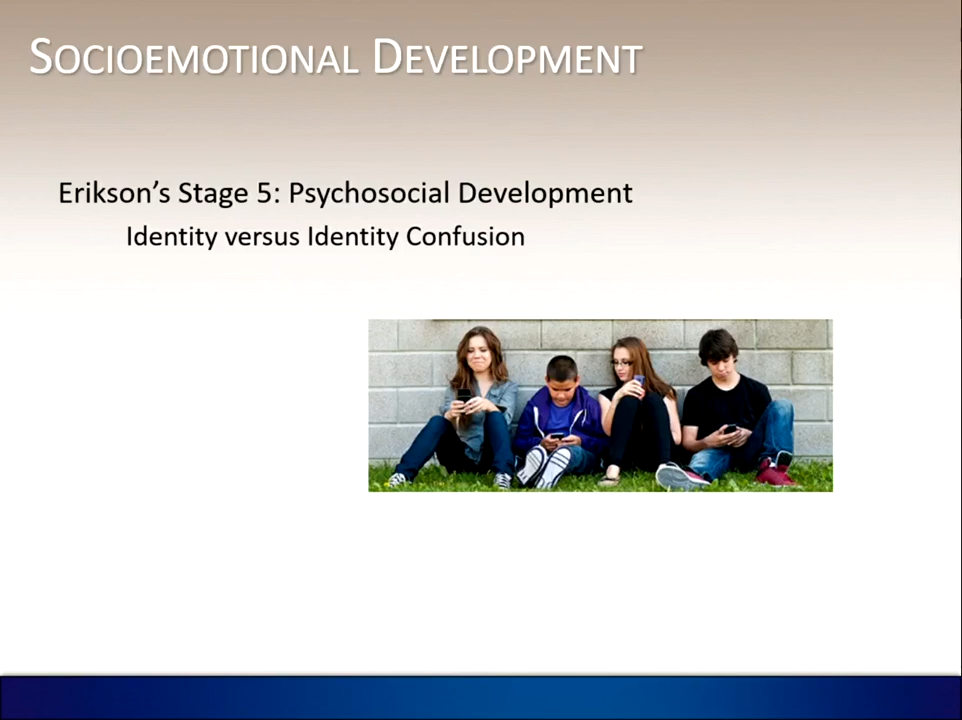 SOCIOEMOTIONAL DEVELOPMENT
Erikson’s Stage 5: Psychosocial Development
Identity versus Identity Confusion